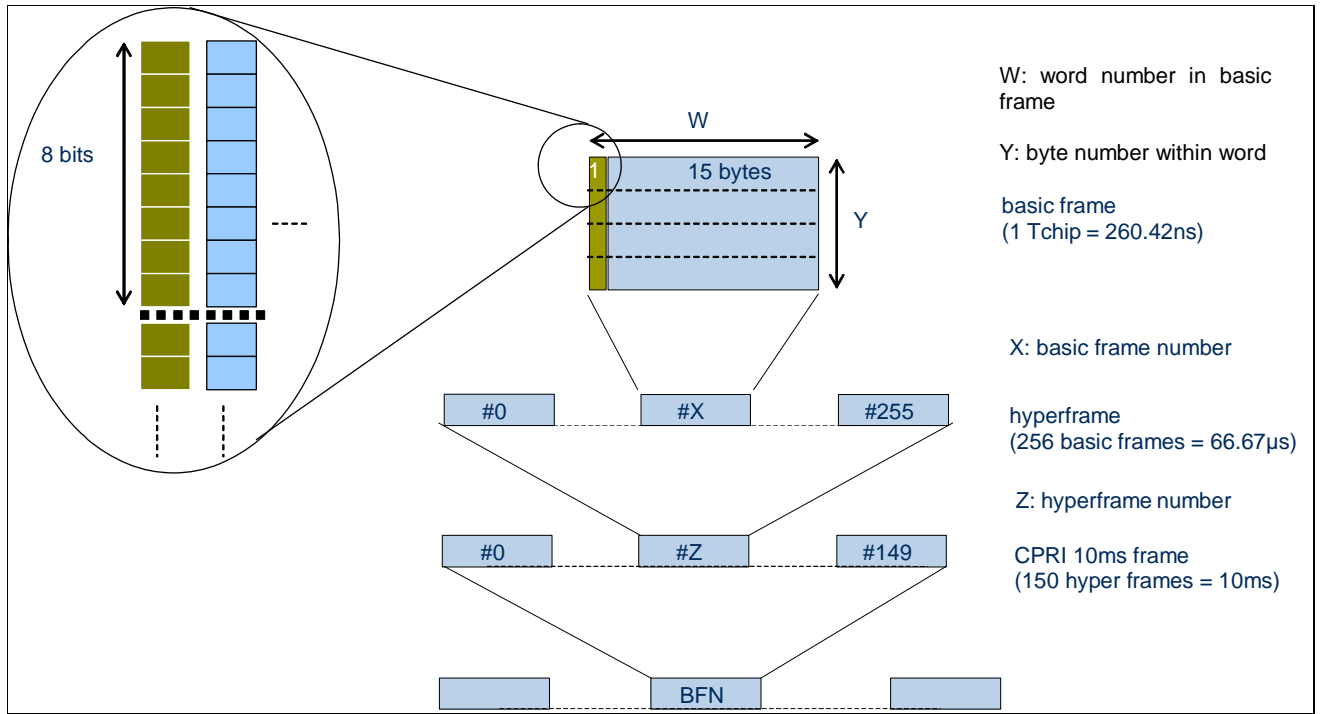 8 bits
W
1
15 bytes
Y
W: word number in basic
frame
Y: byte number within word
basic frame
(1 Tchip = 260.42ns)
X: basic frame number
#0
#X
#255
hyperframe
(256 basic frames = 66.67µs)
Z: hyperframe number
#0
#Z
#149
CPRI 10ms frame
(150 hyper frames = 10ms)
BFN